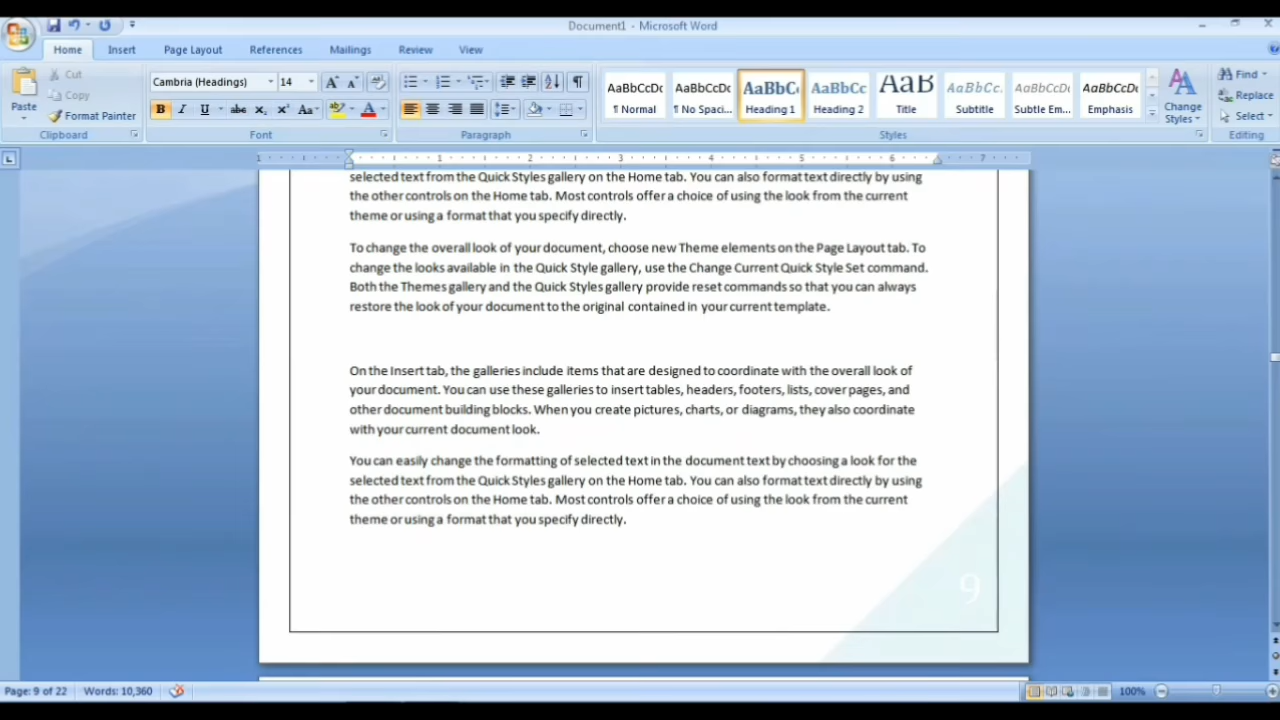 Document1 - Microsoft Word
Home Insert Page Layout References Mailings Review View
Paste
Cut
Copy
Format Painter
Clipboard
Cambria (Headings) 14
B I U abc x₂ x² Aa
Font
Paragraph
AaBbCcDc AaBbCcDc AaBbC AaBbCc AaB AaBbCc. AaBbCcDc AaBbCcDc
¶ Normal ¶ No Spaci... Heading 1 Heading 2 Title Subtitle Subtle Em... Emphasis
Change
Styles
Styles
Find
Replace
Select
Editing
1 1 2 3 4 5 6 7
selected text from the Quick Styles gallery on the Home tab. You can also format text directly by using
the other controls on the Home tab. Most controls offer a choice of using the look from the current
theme or using a format that you specify directly.
To change the overall look of your document, choose new Theme elements on the Page Layout tab. To
change the looks available in the Quick Style gallery, use the Change Current Quick Style Set command.
Both the Themes gallery and the Quick Styles gallery provide reset commands so that you can always
restore the look of your document to the original contained in your current template.
On the Insert tab, the galleries include items that are designed to coordinate with the overall look of
your document. You can use these galleries to insert tables, headers, footers, lists, cover pages, and
other document building blocks. When you create pictures, charts, or diagrams, they also coordinate
with your current document look.
You can easily change the formatting of selected text in the document text by choosing a look for the
selected text from the Quick Styles gallery on the Home tab. You can also format text directly by using
the other controls on the Home tab. Most controls offer a choice of using the look from the current
theme or using a format that you specify directly.
9
Page: 9 of 22 Words: 10,360 100%